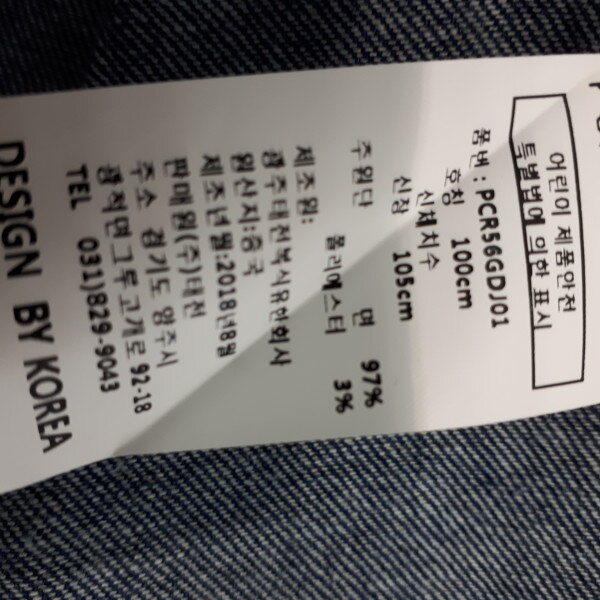 어린이 제품안전
특별법에 의한 표시
품번 : PCR56GDJ01
호칭 100cm
신체치수
신장 105cm
주원단 면 97%
폴리에스터 3%
제조원:
광주태전복식유한회사
원산지:중국
제조년월:2018년8월
판매원(주)태전
주소 경기도 양주시
광적면그루고개로 92-18
TEL 031)829-9043
DESIGN BY KOREA